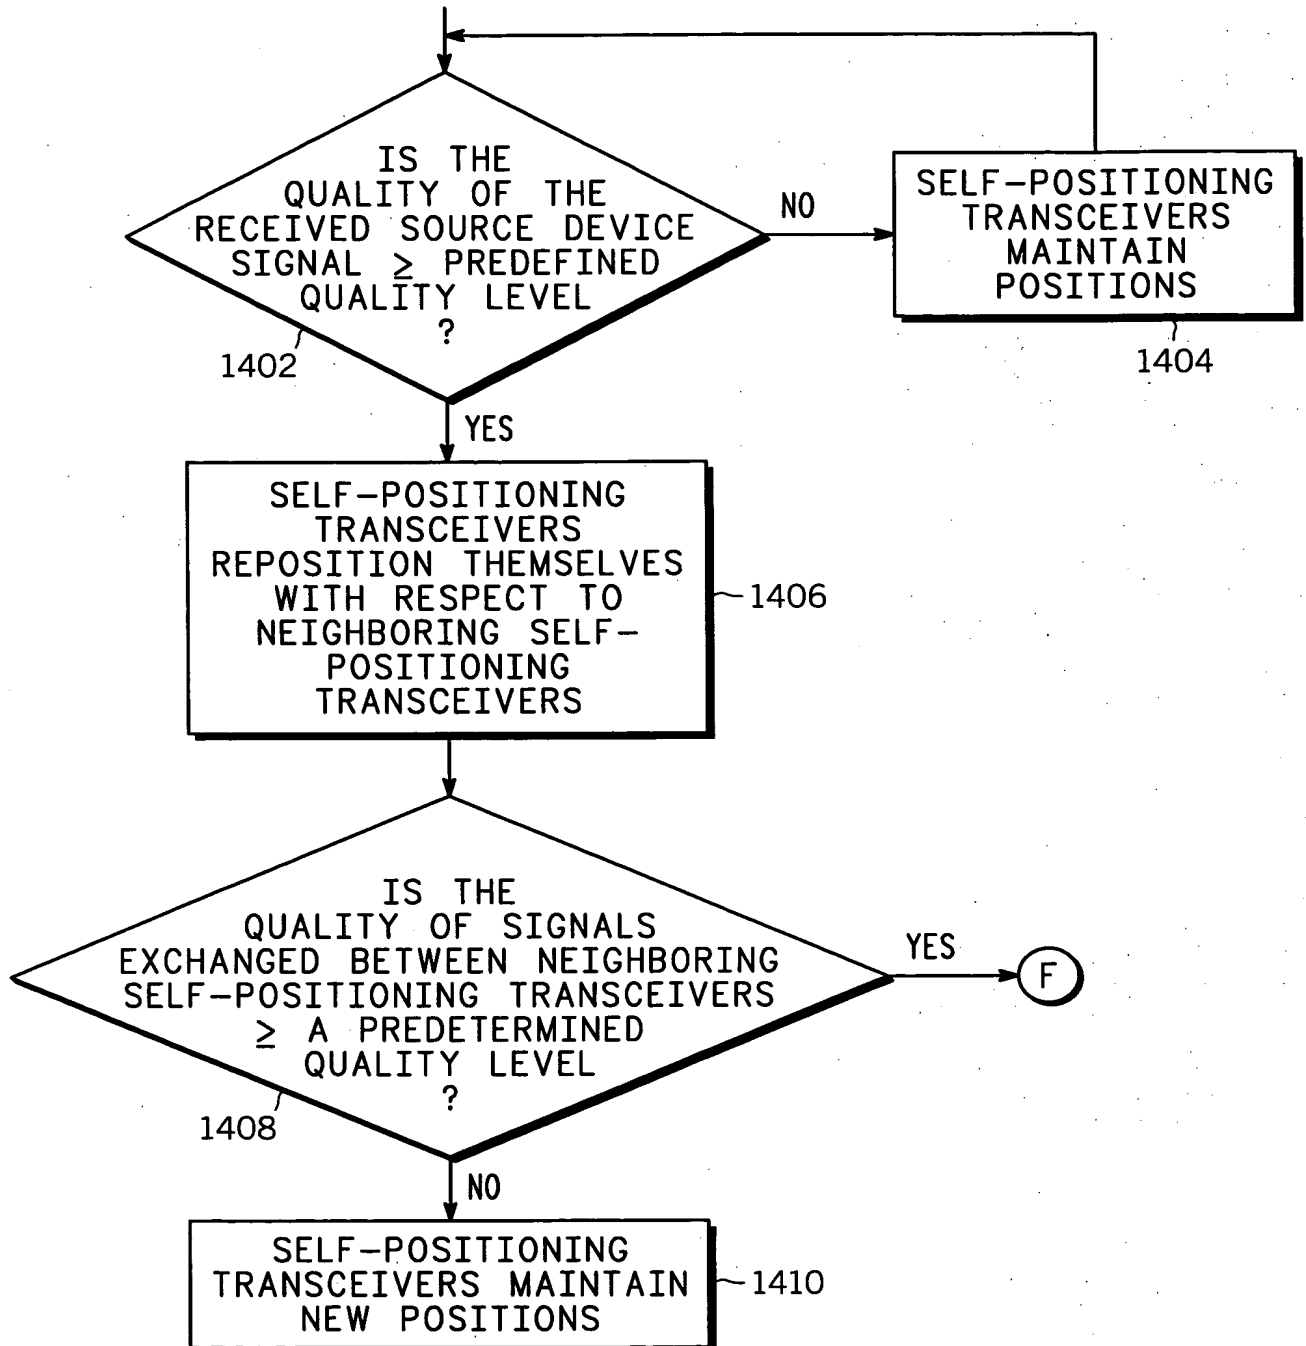 IS THE
QUALITY OF THE
RECEIVED SOURCE DEVICE
SIGNAL ≥ PREDEFINED
QUALITY LEVEL
?
1402
NO
SELF-POSITIONING
TRANSCEIVERS
MAINTAIN
POSITIONS
1404
YES
SELF-POSITIONING
TRANSCEIVERS
REPOSITION THEMSELVES
WITH RESPECT TO
NEIGHBORING SELF-
POSITIONING
TRANSCEIVERS
1406
IS THE
QUALITY OF SIGNALS
EXCHANGED BETWEEN NEIGHBORING
SELF-POSITIONING TRANSCEIVERS
≥ A PREDETERMINED
QUALITY LEVEL
?
1408
YES
F
NO
SELF-POSITIONING
TRANSCEIVERS MAINTAIN
NEW POSITIONS
1410